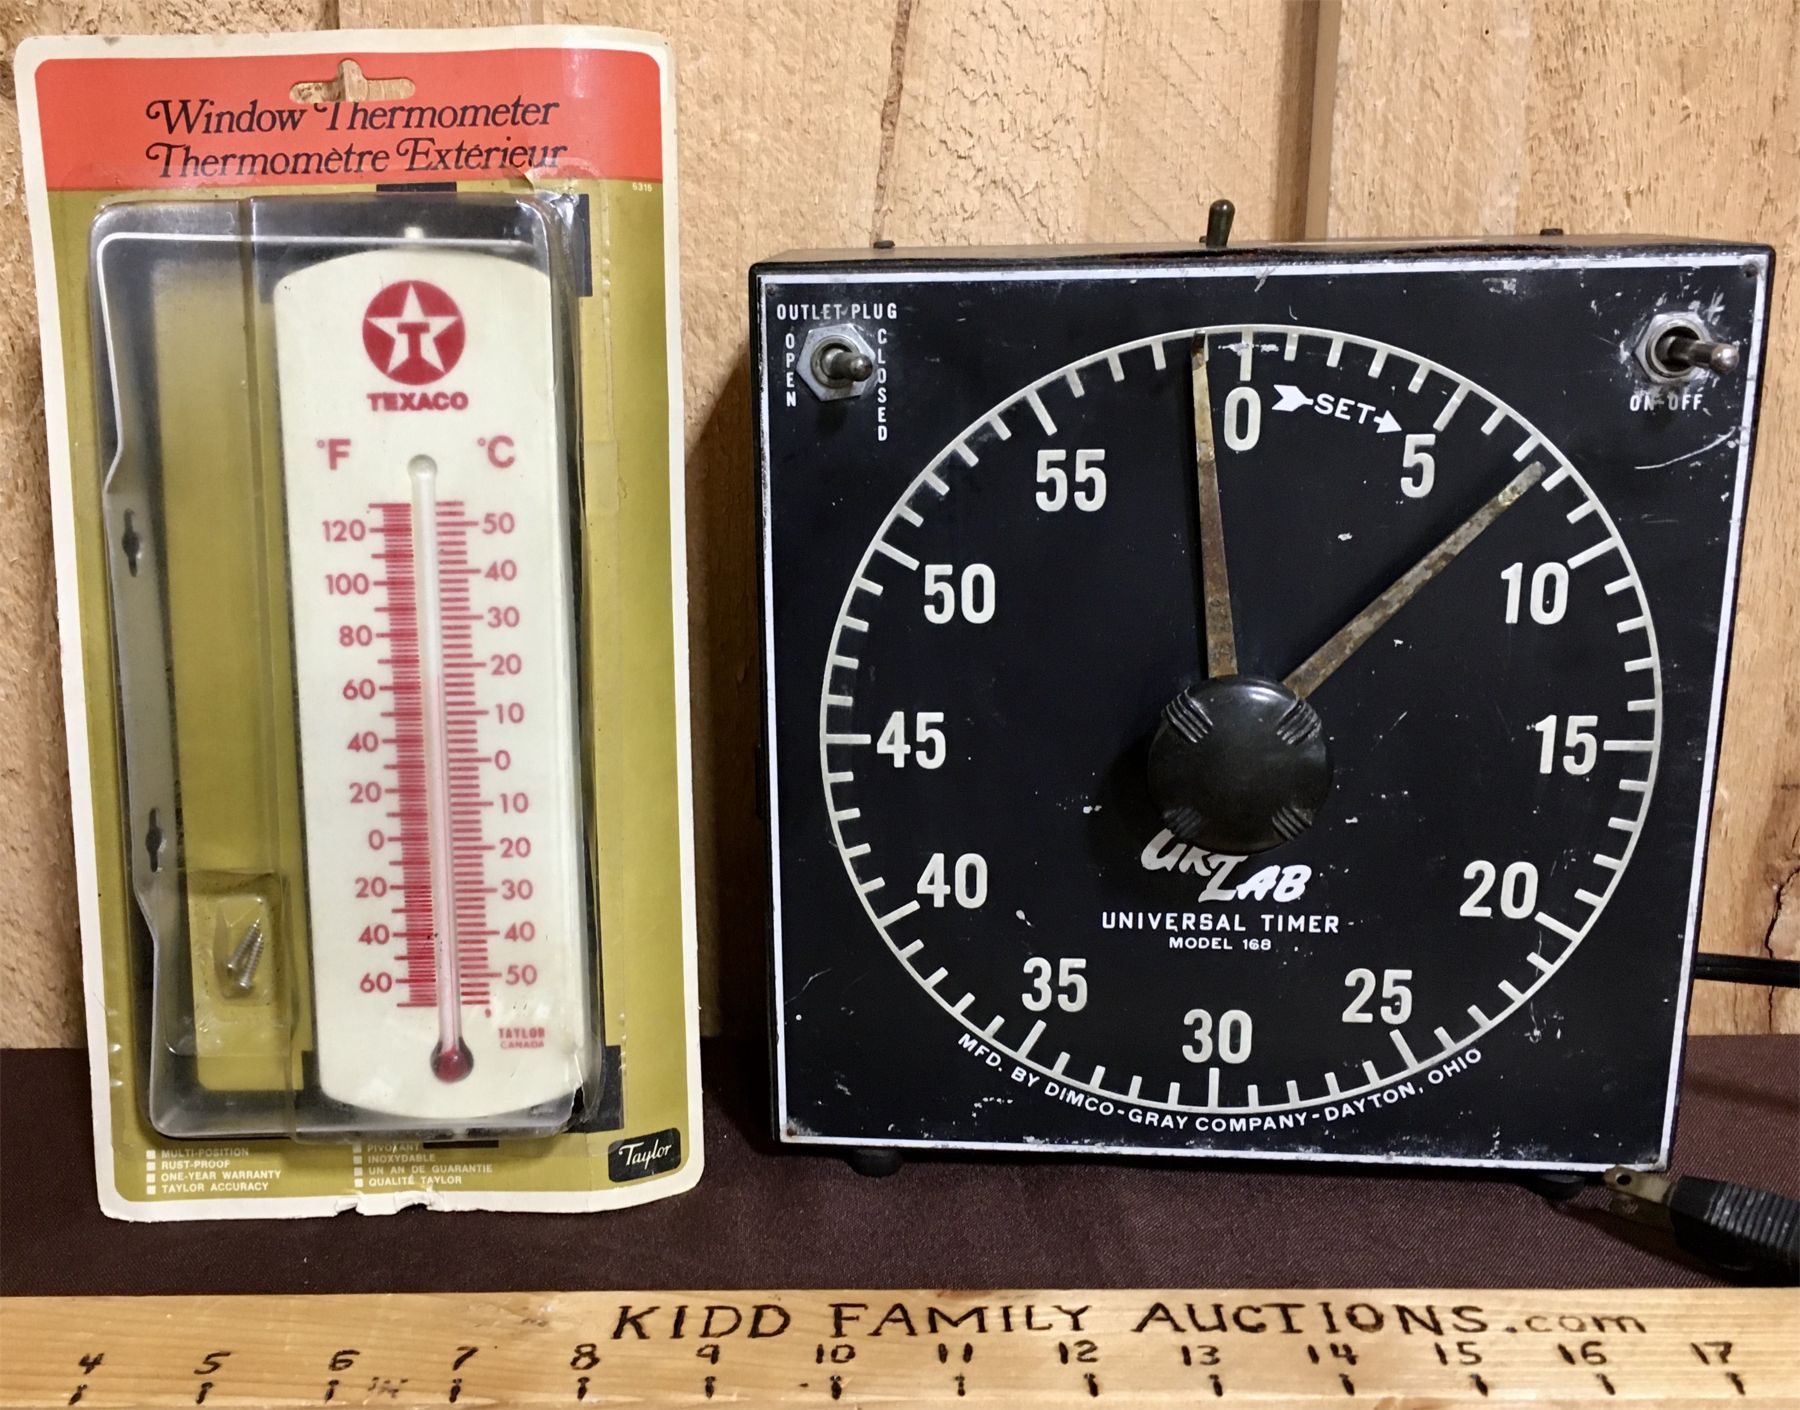 Window Thermometer
Thermomètre Extérieur
5315
T
TEXACO
°F °C
120 50
100 40
80 30
60 20
40 10
20 0
0 10
20 20
40 30
60 40
50
TAYLOR
CANADA
MULTI-POSITION
RUST-PROOF
ONE-YEAR WARRANTY
TAYLOR ACCURACY
PIVOTANT
INOXYDABLE
UN AN DE GUARANTIE
QUALITÉ TAYLOR
Taylor
OUTLET PLUG
OPEN
CLOSED
ON-OFF
0
SET
5
10
15
20
25
30
35
40
45
50
55
GRALAB
UNIVERSAL TIMER
MODEL 168
MFD. BY DIMCO-GRAY COMPANY-DAYTON, OHIO
KIDD FAMILY AUCTIONS.com
4 5 6 7 8 9 10 11 12 13 14 15 16 17